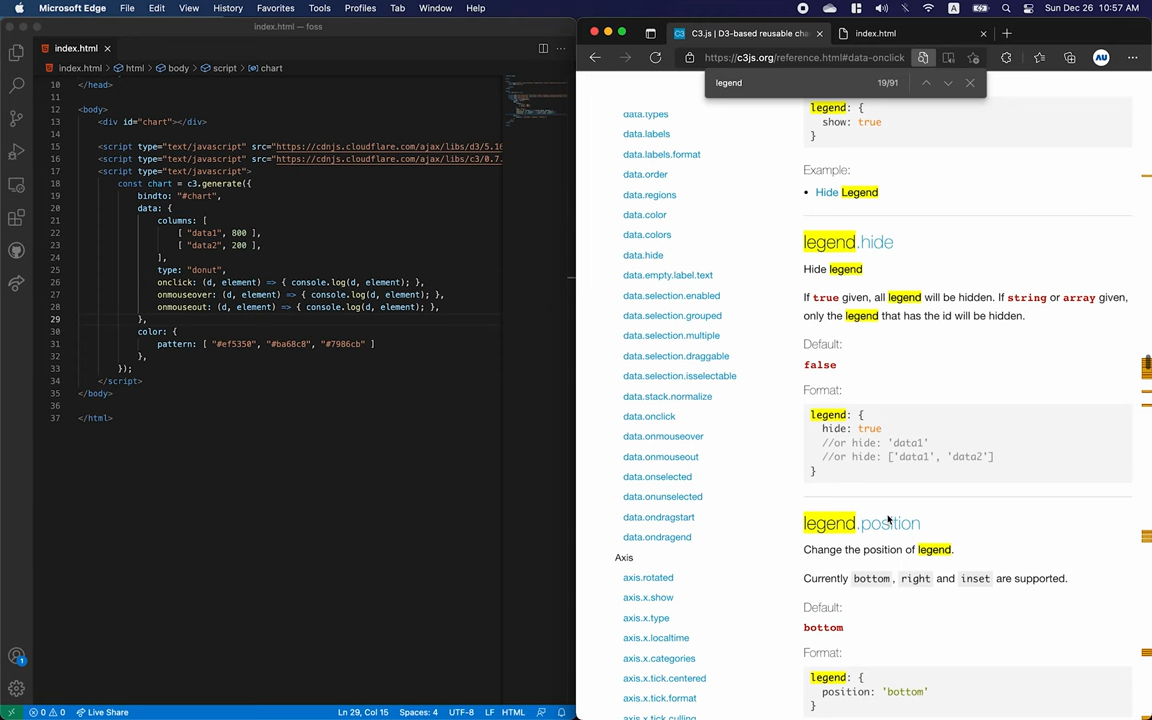 Microsoft Edge File Edit View History Favorites Tools Profiles Tab Window Help A Sun Dec 26 10:57 AM
index.html — foss
index.html
index.html > html > body > script > chart
10 </head>
11
12 <body>
13 <div id="chart"></div>
14
15 <script type="text/javascript" src="https://cdnjs.cloudflare.com/ajax/libs/d3/5.16
16 <script type="text/javascript" src="https://cdnjs.cloudflare.com/ajax/libs/c3/0.7.
17 <script type="text/javascript">
18 const chart = c3.generate({
19 bindto: "#chart",
20 data: {
21 columns: [
22 [ "data1", 800 ],
23 [ "data2", 200 ],
24 ],
25 type: "donut",
26 onclick: (d, element) => { console.log(d, element); },
27 onmouseover: (d, element) => { console.log(d, element); },
28 onmouseout: (d, element) => { console.log(d, element); },
29 },
30 color: {
31 pattern: [ "#ef5350", "#ba68c8", "#7986cb" ]
32 },
33 });
34 </script>
35 </body>
36
37 </html>
1
0 0 Live Share Ln 29, Col 15 Spaces: 4 UTF-8 LF HTML
C3.js | D3-based reusable cha
index.html
https://c3js.org/reference.html#data-onclick
AU
legend 19/91
data.types
data.labels
data.labels.format
data.order
data.regions
data.color
data.colors
data.hide
data.empty.label.text
data.selection.enabled
data.selection.grouped
data.selection.multiple
data.selection.draggable
data.selection.isselectable
data.stack.normalize
data.onclick
data.onmouseover
data.onmouseout
data.onselected
data.onunselected
data.ondragstart
data.ondragend
Axis
axis.rotated
axis.x.show
axis.x.type
axis.x.localtime
axis.x.categories
axis.x.tick.centered
axis.x.tick.format
axis.x.tick.culling
legend: {
show: true
}
Example:
• Hide Legend
legend.hide
Hide legend
If true given, all legend will be hidden. If string or array given,
only the legend that has the id will be hidden.
Default:
false
Format:
legend: {
hide: true
//or hide: 'data1'
//or hide: ['data1', 'data2']
}
legend.position
Change the position of legend.
Currently bottom, right and inset are supported.
Default:
bottom
Format:
legend: {
position: 'bottom'
}